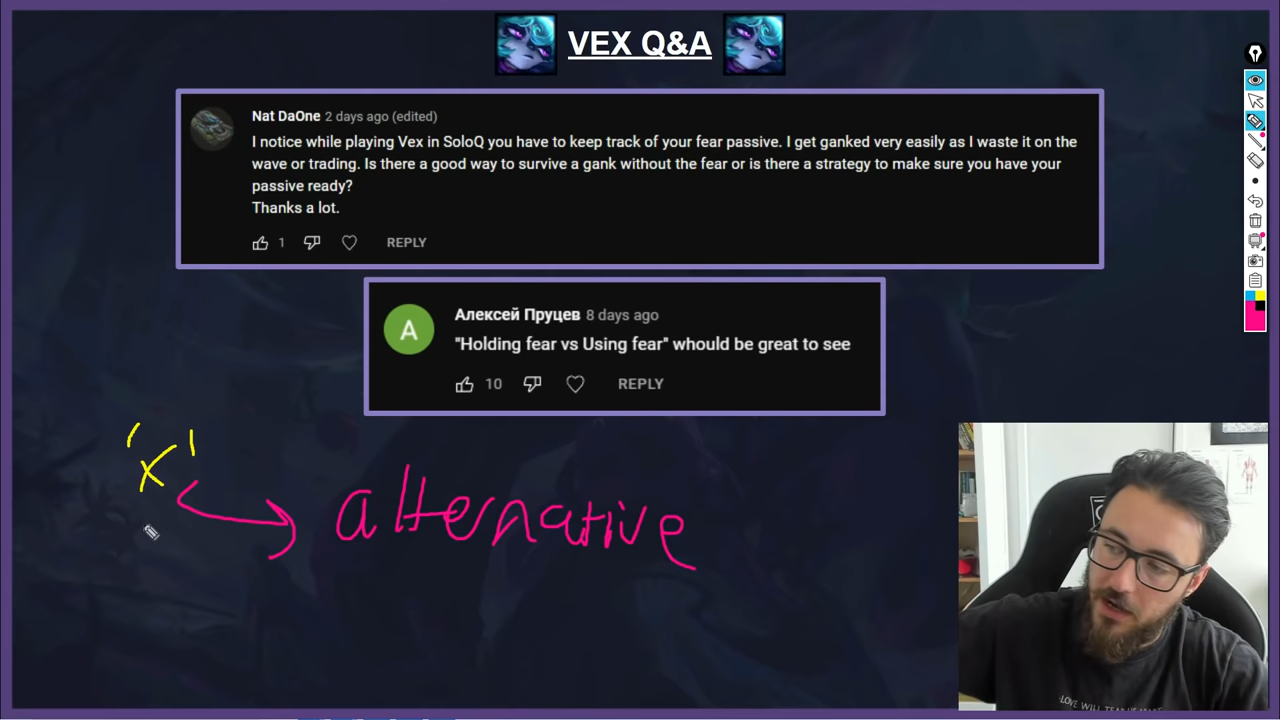 VEX Q&A
Nat DaOne 2 days ago (edited)
I notice while playing Vex in SoloQ you have to keep track of your fear passive. I get ganked very easily as I waste it on the
wave or trading. Is there a good way to survive a gank without the fear or is there a strategy to make sure you have your
passive ready?
Thanks a lot.
1 REPLY
A
Алексей Пруцев 8 days ago
"Holding fear vs Using fear" whould be great to see
10 REPLY
'x'
alternative